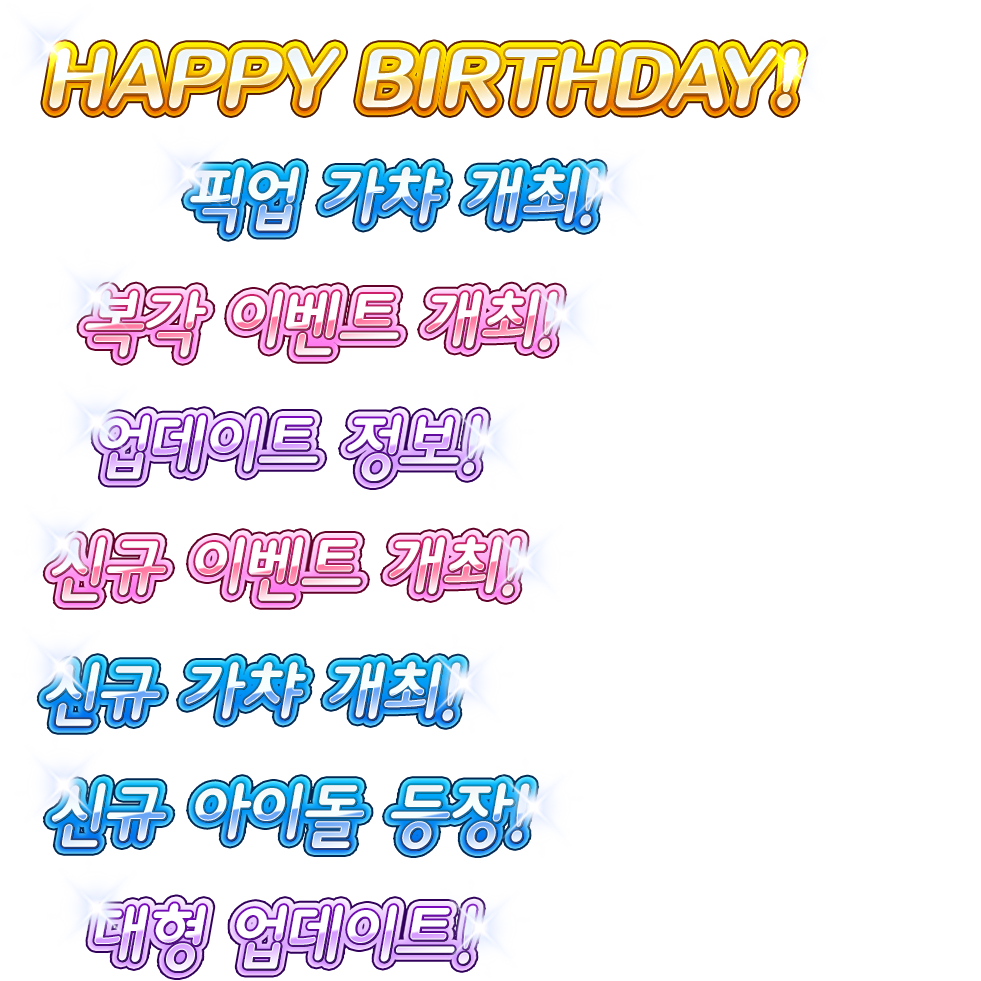 HAPPY BIRTHDAY!
픽업 가챠 개최!
복각 이벤트 개최!
업데이트 정보!
신규 이벤트 개최!
신규 가챠 개최!
신규 아이돌 등장!
대형 업데이트!